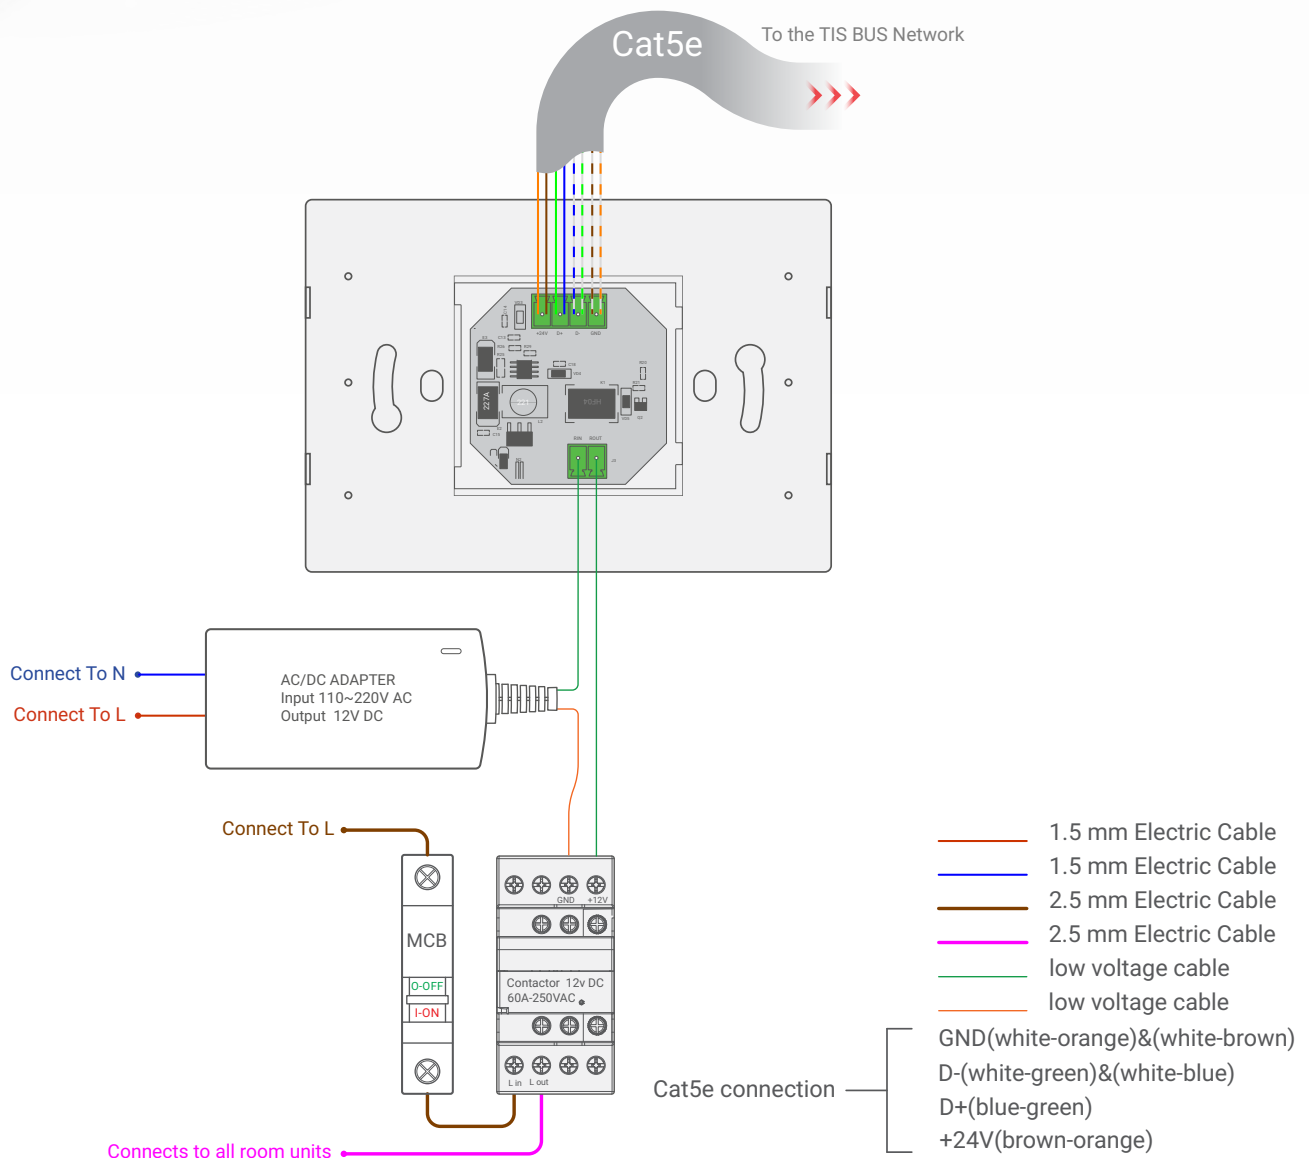 Cat5e
To the TIS BUS Network
+24V D+ D- GND
227A
221
HF04
RIN ROUT
Connect To N
Connect To L
AC/DC ADAPTER
Input 110~220V AC
Output 12V DC
Connect To L
MCB
O-OFF
I-ON
GND +12V
Contactor 12v DC
60A-250VAC
L in L out
Connects to all room units
1.5 mm Electric Cable
1.5 mm Electric Cable
2.5 mm Electric Cable
2.5 mm Electric Cable
low voltage cable
low voltage cable
Cat5e connection
GND(white-orange)&(white-brown)
D-(white-green)&(white-blue)
D+(blue-green)
+24V(brown-orange)